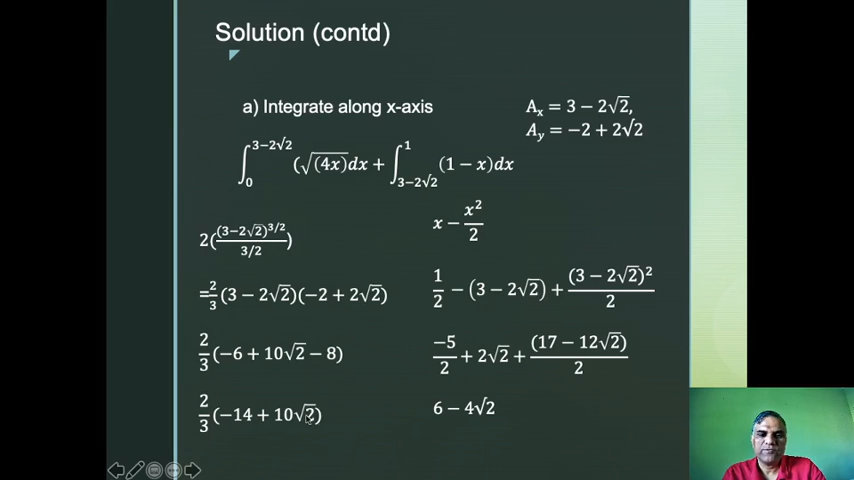 Solution (contd)
a) Integrate along x-axis
Aₓ = 3 − 2√2,
A_y = −2 + 2√2
∫₀^{3−2√2} (√(4x)dx + ∫_{3−2√2}^{1} (1 − x)dx
2((3−2√2)^{3/2}/(3/2))
=2/3(3 − 2√2)(−2 + 2√2)
2/3(−6 + 10√2 − 8)
2/3(−14 + 10√2)
x − x²/2
1/2 − (3 − 2√2) + (3 − 2√2)²/2
−5/2 + 2√2 + (17 − 12√2)/2
6 − 4√2